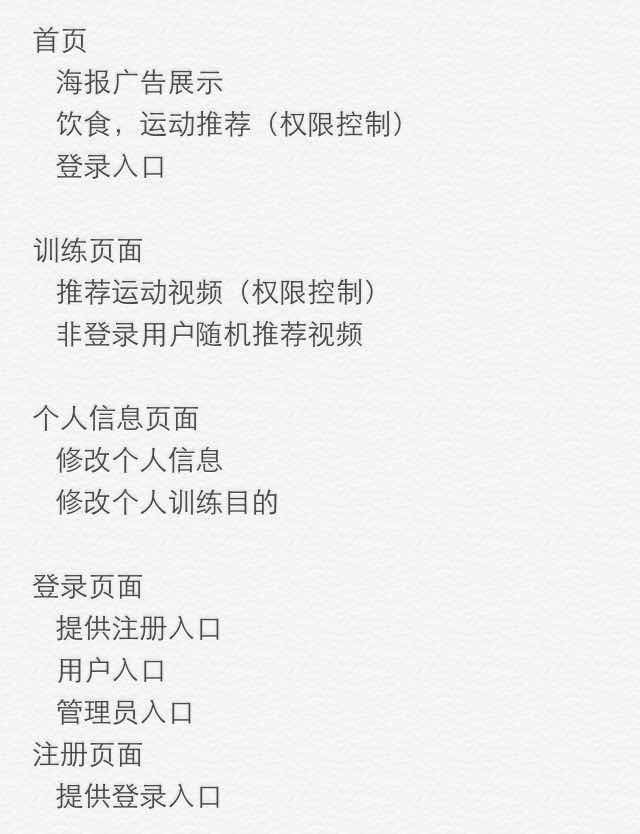 首页
海报广告展示
饮食，运动推荐（权限控制）
登录入口
训练页面
推荐运动视频（权限控制）
非登录用户随机推荐视频
个人信息页面
修改个人信息
修改个人训练目的
登录页面
提供注册入口
用户入口
管理员入口
注册页面
提供登录入口